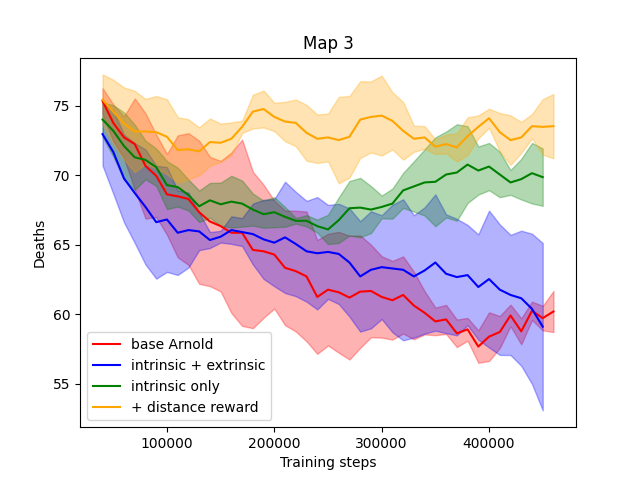 Map 3
Deaths
75
70
65
60
55
base Arnold
intrinsic + extrinsic
intrinsic only
+ distance reward
100000 200000 300000 400000
Training steps